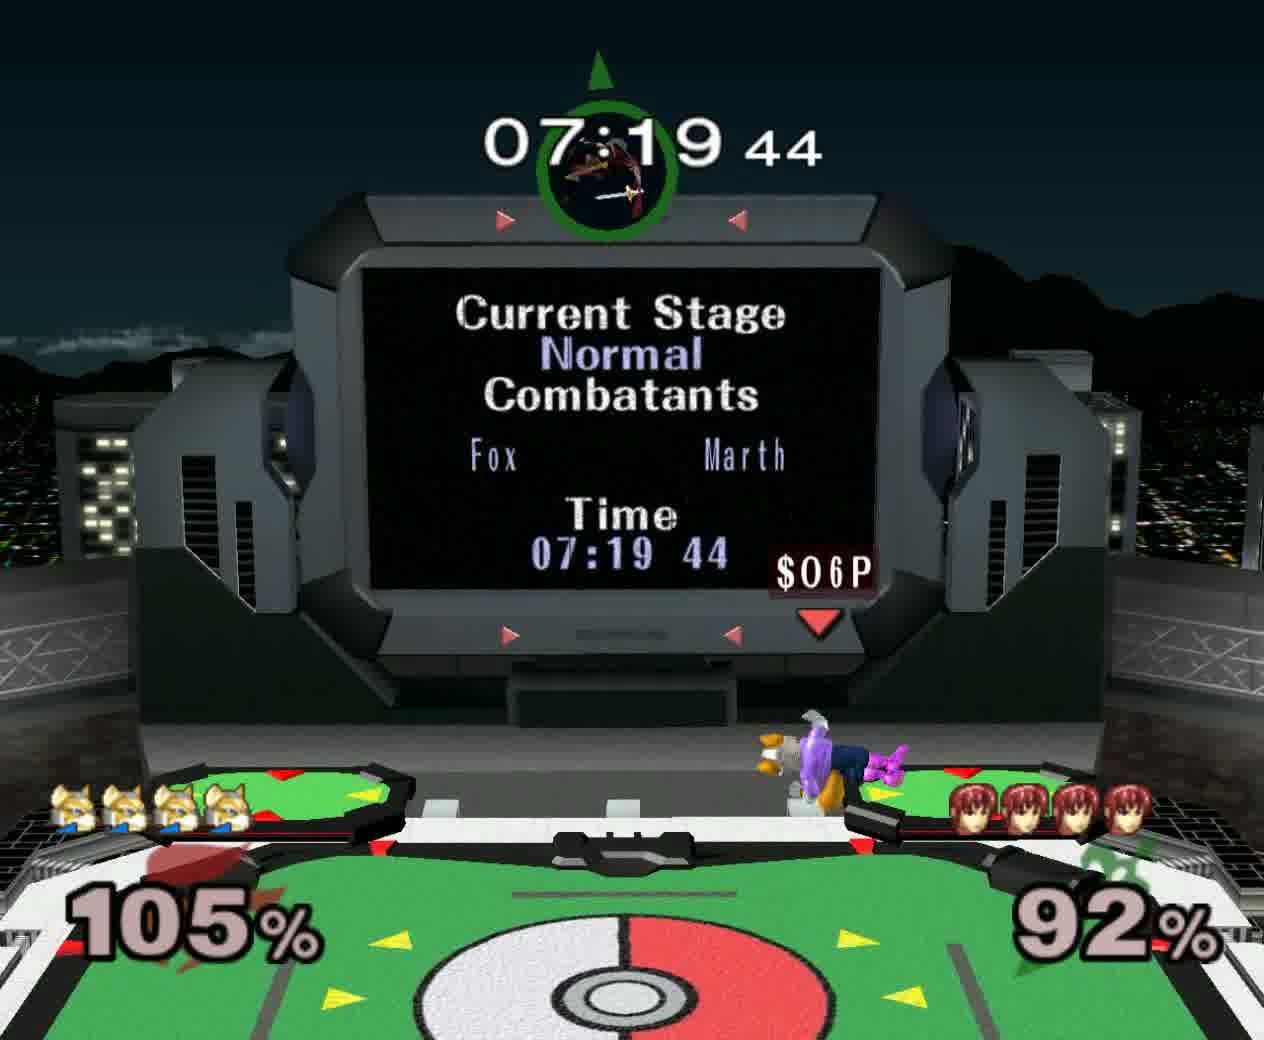 07:19 44
Current Stage
Normal
Combatants
Fox Marth
Time
07:19 44
$06P
105%
92%